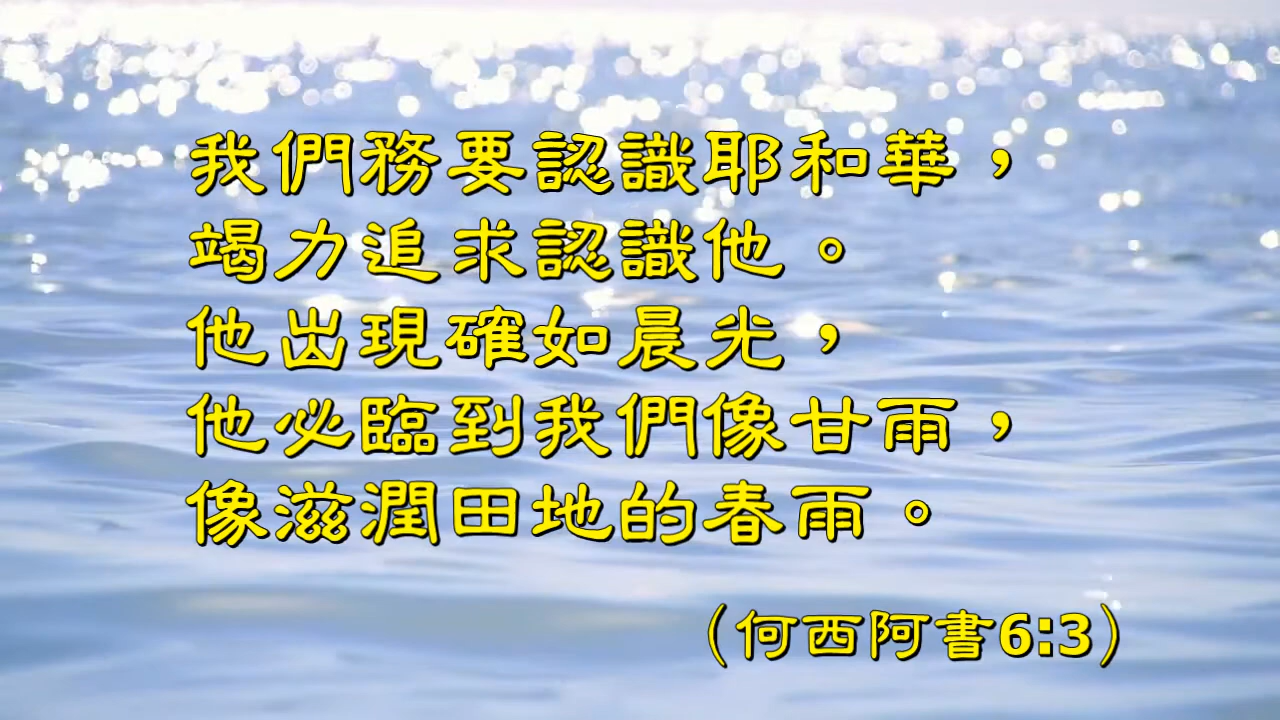 我們務要認識耶和華，
竭力追求認識他。
他出現確如晨光，
他必臨到我們像甘雨，
像滋潤田地的春雨。
（何西阿書6:3）